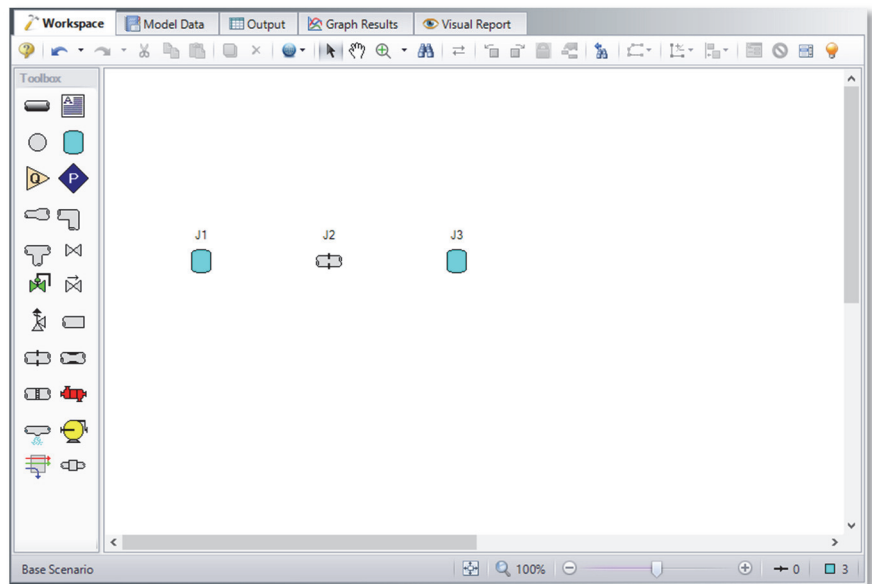 Workspace Model Data Output Graph Results Visual Report
Toolbox
A
Q P
J1 J2 J3
Base Scenario 100% 0 3